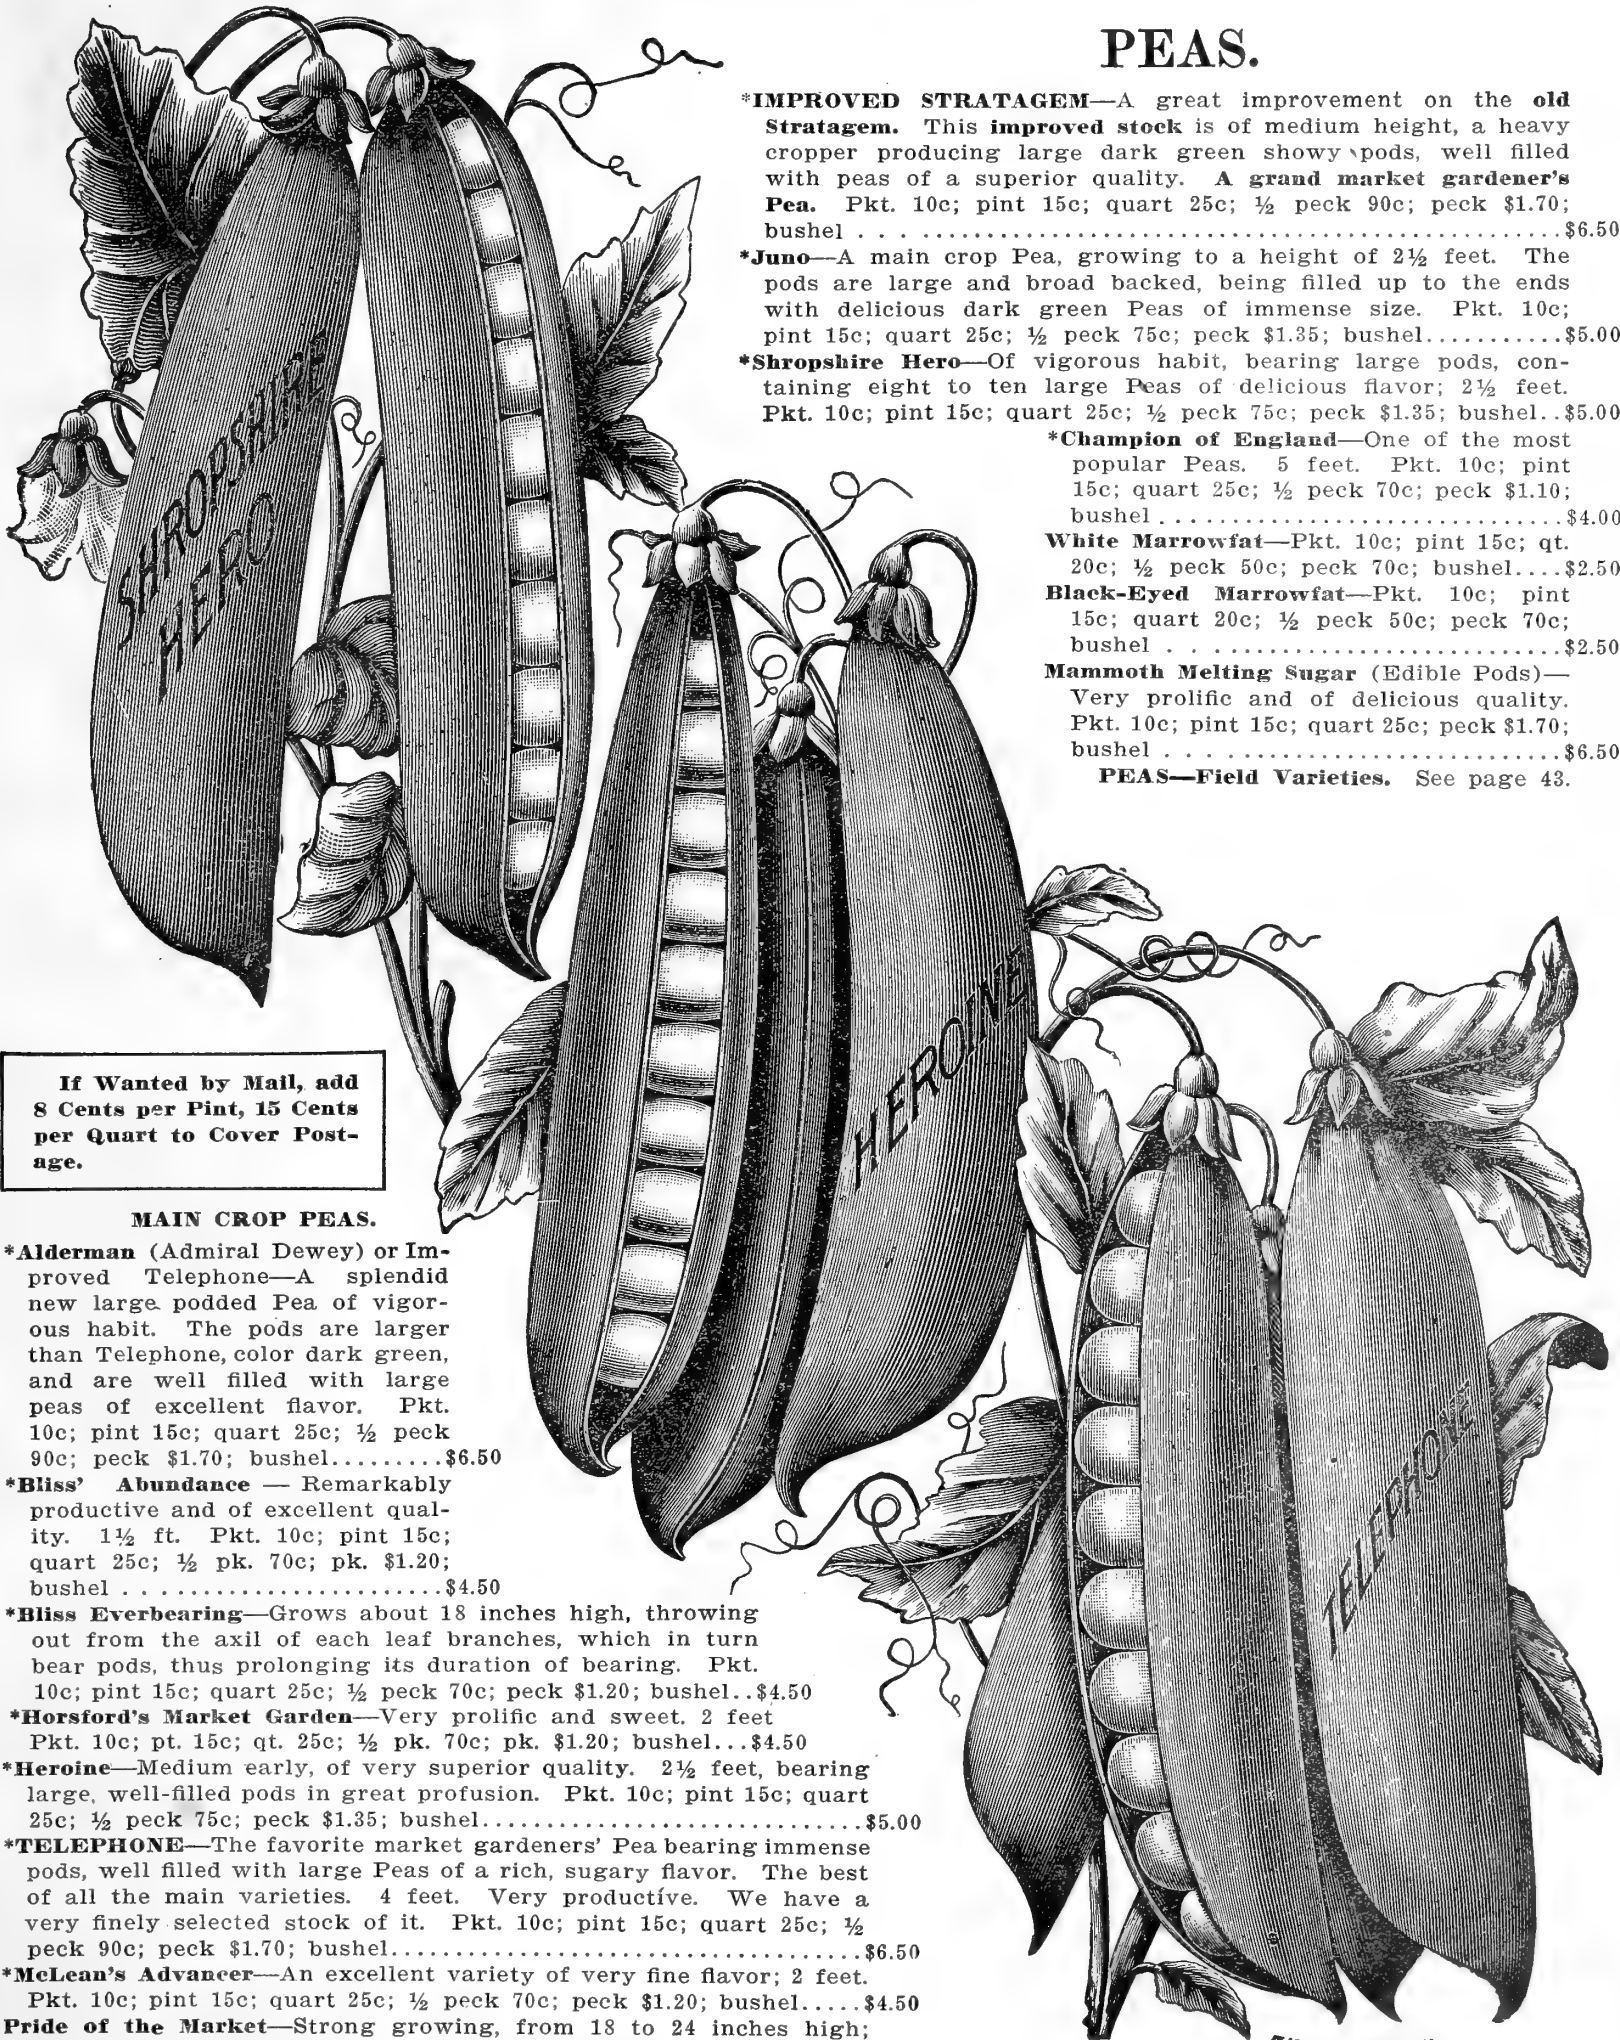 PEAS.
*IMPROVED STRATAGEM—A great improvement on the old
Stratagem. This improved stock is of medium height, a heavy
cropper producing large dark green showy pods, well filled
with peas of a superior quality. A grand market gardener's
Pea. Pkt. 10c; pint 15c; quart 25c; ½ peck 90c; peck $1.70;
bushel . . . ................................................$6.50
*Juno—A main crop Pea, growing to a height of 2½ feet. The
pods are large and broad backed, being filled up to the ends
with delicious dark green Peas of immense size. Pkt. 10c;
pint 15c; quart 25c; ½ peck 75c; peck $1.35; bushel...........$5.00
*Shropshire Hero—Of vigorous habit, bearing large pods, con-
taining eight to ten large Peas of delicious flavor; 2½ feet.
Pkt. 10c; pint 15c; quart 25c; ½ peck 75c; peck $1.35; bushel..$5.00
*Champion of England—One of the most
popular Peas. 5 feet. Pkt. 10c; pint
15c; quart 25c; ½ peck 70c; peck $1.10;
bushel ..............................$4.00
White Marrowfat—Pkt. 10c; pint 15c; qt.
20c; ½ peck 50c; peck 70c; bushel....$2.50
Black-Eyed Marrowfat—Pkt. 10c; pint
15c; quart 20c; ½ peck 50c; peck 70c;
bushel . . ..........................$2.50
Mammoth Melting Sugar (Edible Pods)—
Very prolific and of delicious quality.
Pkt. 10c; pint 15c; quart 25c; peck $1.70;
bushel . . . ........................$6.50
PEAS—Field Varieties. See page 43.
SHROPSHIRE
HERO
HEROINE
TELEPHONE
If Wanted by Mail, add
8 Cents per Pint, 15 Cents
per Quart to Cover Post-
age.
MAIN CROP PEAS.
*Alderman (Admiral Dewey) or Im-
proved Telephone—A splendid
new large podded Pea of vigor-
ous habit. The pods are larger
than Telephone, color dark green,
and are well filled with large
peas of excellent flavor. Pkt.
10c; pint 15c; quart 25c; ½ peck
90c; peck $1.70; bushel.........$6.50
*Bliss' Abundance — Remarkably
productive and of excellent qual-
ity. 1½ ft. Pkt. 10c; pint 15c;
quart 25c; ½ pk. 70c; pk. $1.20;
bushel . . ......................$4.50
*Bliss Everbearing—Grows about 18 inches high, throwing
out from the axil of each leaf branches, which in turn
bear pods, thus prolonging its duration of bearing. Pkt.
10c; pint 15c; quart 25c; ½ peck 70c; peck $1.20; bushel..$4.50
*Horsford's Market Garden—Very prolific and sweet. 2 feet
Pkt. 10c; pt. 15c; qt. 25c; ½ pk. 70c; pk. $1.20; bushel...$4.50
*Heroine—Medium early, of very superior quality. 2½ feet, bearing
large, well-filled pods in great profusion. Pkt. 10c; pint 15c; quart
25c; ½ peck 75c; peck $1.35; bushel..............................$5.00
*TELEPHONE—The favorite market gardeners' Pea bearing immense
pods, well filled with large Peas of a rich, sugary flavor. The best
of all the main varieties. 4 feet. Very productive. We have a
very finely selected stock of it. Pkt. 10c; pint 15c; quart 25c; ½
peck 90c; peck $1.70; bushel.....................................$6.50
*McLean's Advancer—An excellent variety of very fine flavor; 2 feet.
Pkt. 10c; pint 15c; quart 25c; ½ peck 70c; peck $1.20; bushel.....$4.50
Pride of the Market—Strong growing, from 18 to 24 inches high;